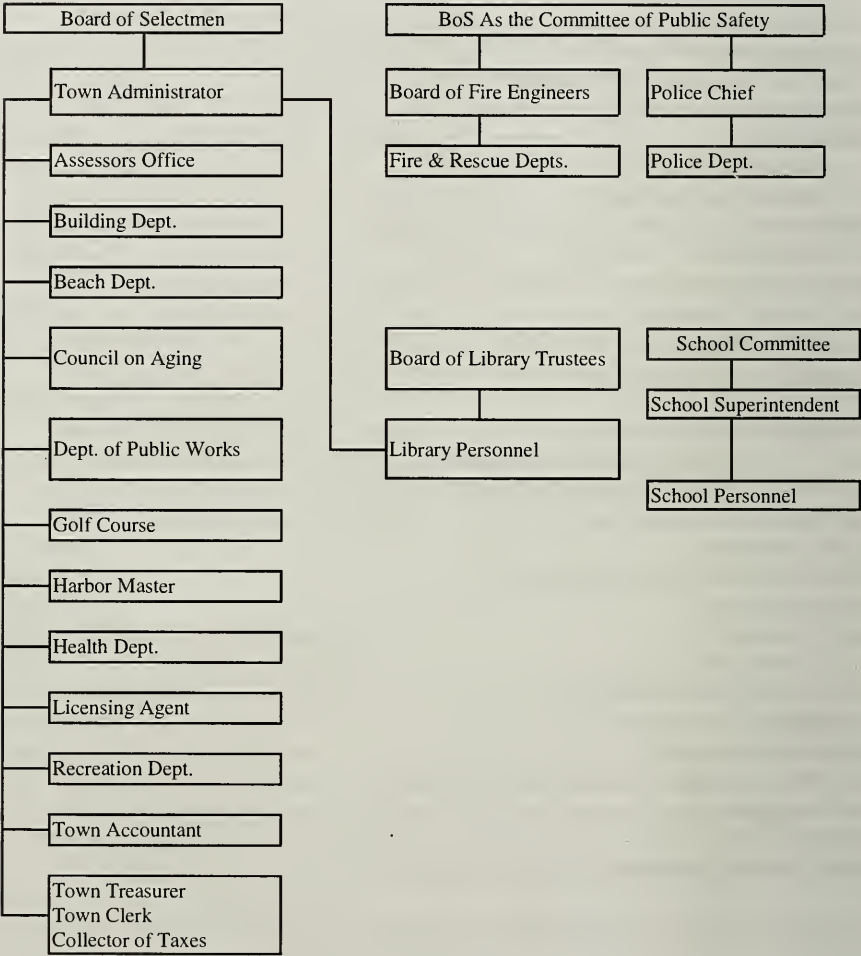 Board of Selectmen
Town Administrator
Assessors Office
Building Dept.
Beach Dept.
Council on Aging
Dept. of Public Works
Golf Course
Harbor Master
Health Dept.
Licensing Agent
Recreation Dept.
Town Accountant
Town Treasurer
Town Clerk
Collector of Taxes
BoS As the Committee of Public Safety
Board of Fire Engineers
Fire & Rescue Depts.
Police Chief
Police Dept.
Board of Library Trustees
Library Personnel
School Committee
School Superintendent
School Personnel